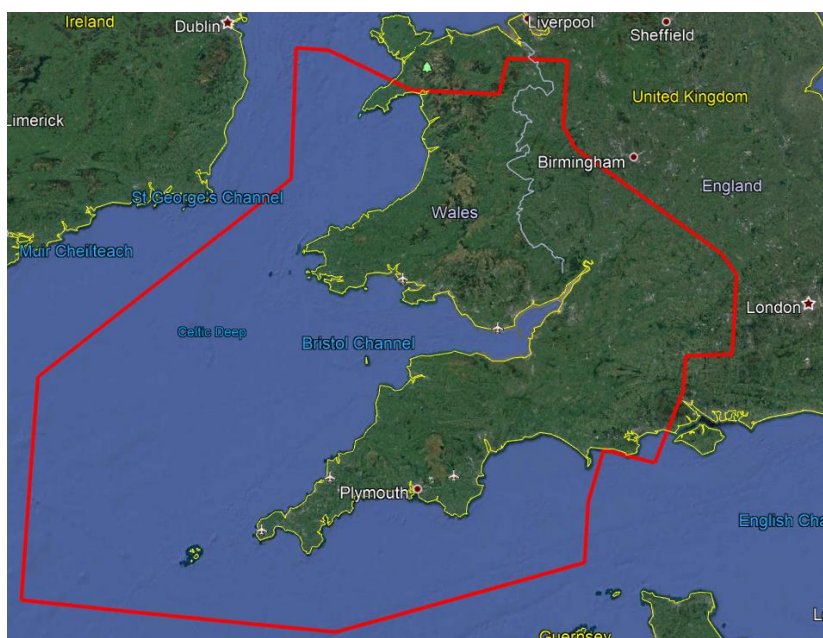 Ireland
Dublin
Liverpool
Sheffield
Limerick
United Kingdom
Birmingham
England
St George's Channel
Wales
Muir Cheilteach
London
Celtic Deep
Bristol Channel
Plymouth
English Cha
Guernsey
L